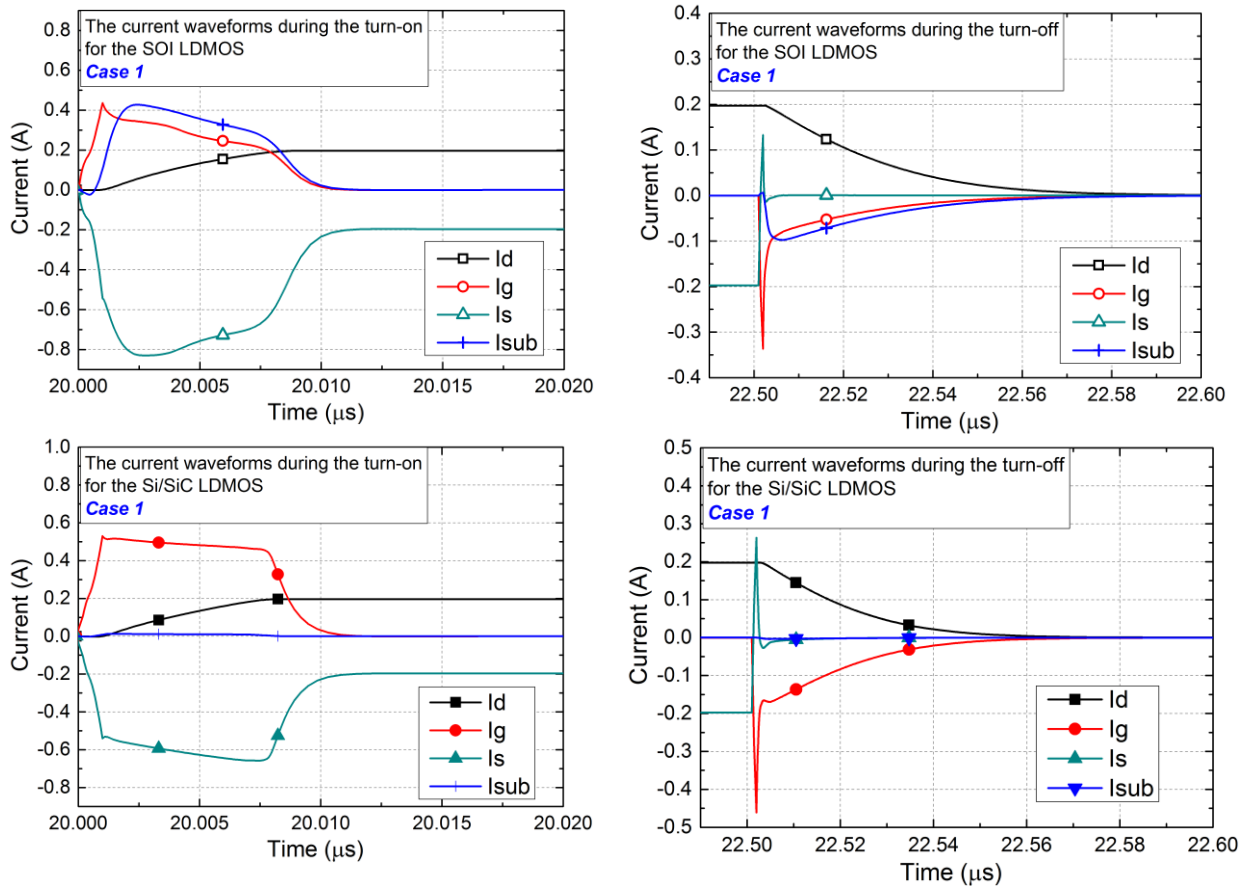 The current waveforms during the turn-on
for the SOI LDMOS
Case 1
Current (A)
0.8
0.6
0.4
0.2
0.0
-0.2
-0.4
-0.6
-0.8
Id
Ig
Is
Isub
20.000 20.005 20.010 20.015 20.020
Time (μs)
The current waveforms during the turn-off
for the SOI LDMOS
Case 1
Current (A)
0.4
0.3
0.2
0.1
0.0
-0.1
-0.2
-0.3
-0.4
Id
Ig
Is
Isub
22.50 22.52 22.54 22.56 22.58 22.60
Time (μs)
The current waveforms during the turn-on
for the Si/SiC LDMOS
Case 1
Current (A)
1.0
0.8
0.6
0.4
0.2
0.0
-0.2
-0.4
-0.6
-0.8
Id
Ig
Is
Isub
20.000 20.005 20.010 20.015 20.020
Time (μs)
The current waveforms during the turn-off
for the Si/SiC LDMOS
Case 1
Current (A)
0.5
0.4
0.3
0.2
0.1
0.0
-0.1
-0.2
-0.3
-0.4
-0.5
Id
Ig
Is
Isub
22.50 22.52 22.54 22.56 22.58 22.60
Time (μs)